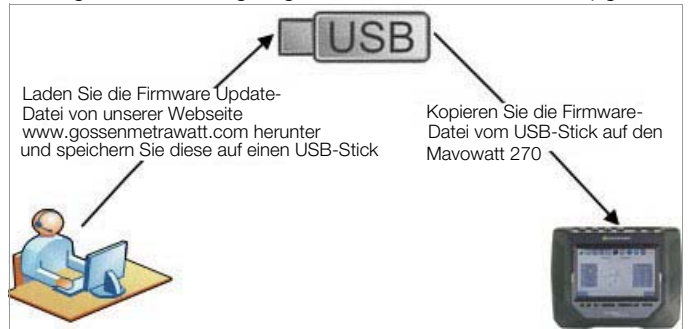 USB
Laden Sie die Firmware Update-
Datei von unserer Webseite
www.gossenmetrawatt.com herunter
und speichern Sie diese auf einen USB-Stick
Kopieren Sie die Firmware-
Datei vom USB-Stick auf den
Mavowatt 270